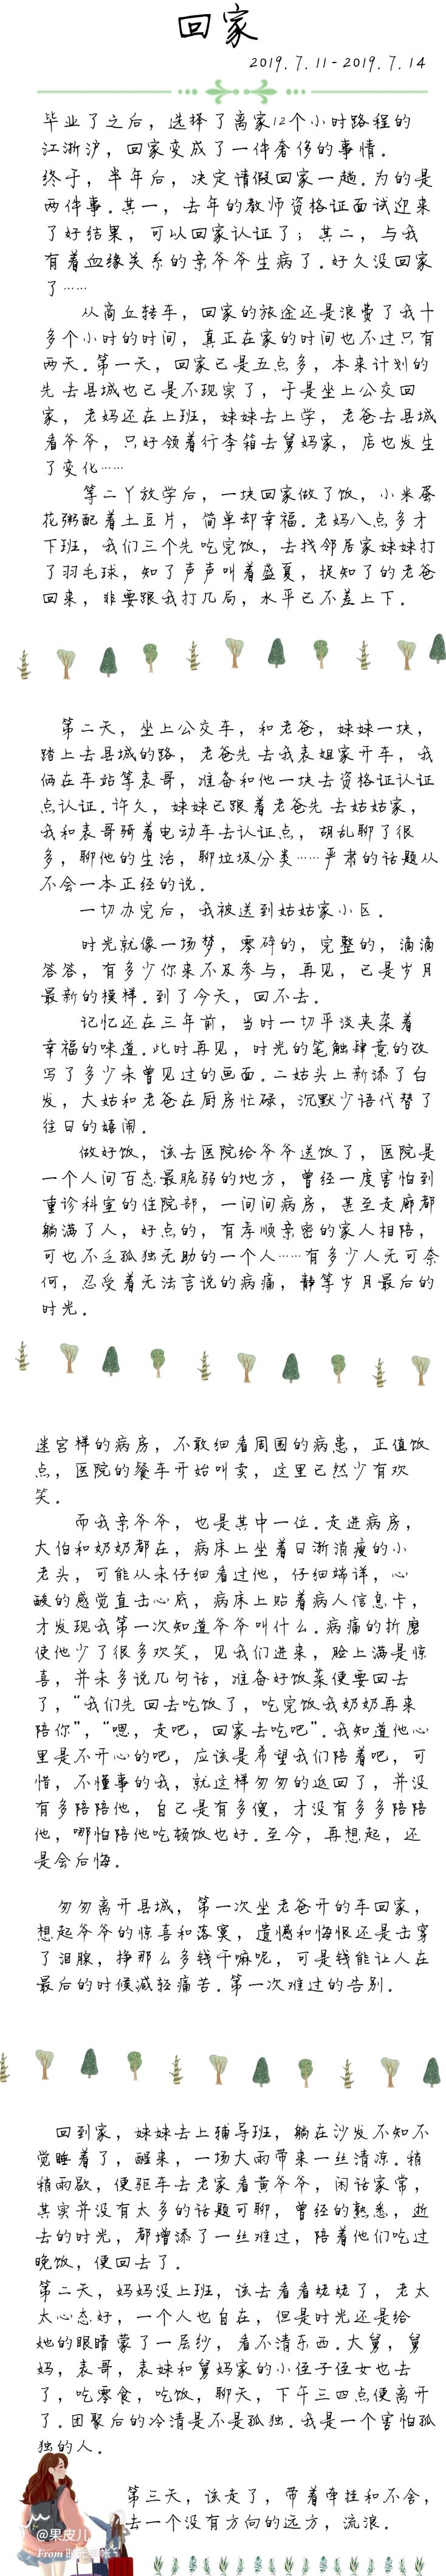 回家
2019.7.11-2019.7.14
毕业了之后，选择了离家12个小时路程的
江浙沪，回家变成了一件奢侈的事情。
终于，半年后，决定请假回家一趟.为的是
两件事.其一，去年的教师资格证面试迎来
了好结果，可以回家认证了；其二，与我
有着血缘关系的亲爷爷生病了.好久没回家
了……
从商丘转车，回家的旅途还是浪费了我十
多个小时的时间，真正在家的时间也不过只有
两天.第一天，回家已是五点多，本来计划的
先去县城也已是不现实了，于是坐上公交回
家，老妈还在上班，妹妹去上学，老爸去县城
看爷爷，只好领着行李箱去舅妈家，店也发生
了变化……
等二丫放学后，一块回家做了饭，小米蛋
花粥配着土豆片，简单却幸福.老妈八点多才
下班，我们三个先吃完饭，去找邻居家妹妹打
了羽毛球，知了声声叫着盛夏，捉知了的老爸
回来，非要跟我打几局，水平已不差上下.
第二天，坐上公交车，和老爸，妹妹一块，
踏上去县城的路，老爸先去我表姐家开车，我
俩在车站等表哥，准备和他一块去资格证认证
点认证.许久，妹妹已跟着老爸先去姑姑家，
我和表哥骑着电动车去认证点，胡乱聊了很
多，聊他的生活，聊垃圾分类……严肃的话题从
不会一本正经的说。
一切办完后，我被送到姑姑家小区.
时光就像一场梦，零碎的，完整的，滴滴
答答，有多少你来不及参与，再见，已是岁月
最新的模样.到了今天，回不去.
记忆还在三年前，当时一切平淡夹杂着
幸福的味道.此时再见，时光的笔触肆意的改
写了多少未曾见过的画面.二姑头上新添了白
发，大姑和老爸在厨房忙碌，沉默少语代替了
往日的嬉闹.
做好饭，该去医院给爷爷送饭了，医院是
一个人间百态最脆弱的地方，曾经一度害怕到
重诊科室的住院部，一间间病房，甚至走廊都
躺满了人，好点的，有孝顺亲密的家人相陪，
可也不乏孤独无助的一个人……有多少人无可奈
何，忍受着无法言说的病痛，静等岁月最后的
时光。
迷宫样的病房，不敢细看周围的病患，正值饭
点，医院的餐车开始叫卖，这里已然少有欢
笑。
而我亲爷爷，也是其中一位.走进病房，
大伯和奶奶都在，病床上坐着日渐消瘦的小
老头，可能从未仔细看过他，仔细端详，心
酸的感觉直击心底，病床上贴着病人信息卡，
才发现我第一次知道爷爷叫什么.病痛的折磨
使他少了很多欢笑，见我们进来，脸上满是惊
喜，并未多说几句话，准备好饭菜便要回去
了，“我们先回去吃饭了，吃完饭我奶奶再来
陪你”，“嗯，走吧，回家去吃吧”.我知道他心
里是不开心的吧，应该是希望我们陪着吧，可
惜，不懂事的我，就这样匆匆的返回了，并没
有多陪陪他，自己是有多傻，才没有多多陪陪
他，哪怕陪他吃顿饭也好.至今，再想起，还
是会后悔。
匆匆离开县城，第一次坐老爸开的车回家，
想起爷爷的惊喜和落寞，遗憾和悔恨还是击穿
了泪腺，挣那么多钱干嘛呢，可是钱能让人在
最后的时候减轻痛苦.第一次难过的告别.
回到家，妹妹去上辅导班，躺在沙发不知不
觉睡着了，醒来，一场大雨带来一丝清凉.稍
稍雨歇，便驱车去老家看黄爷爷，闲话家常，
其实并没有太多的话题可聊，曾经的熟悉，逝
去的时光，都增添了一丝难过，陪着他们吃过
晚饭，便回去了.
第二天，妈妈没上班，该去看看姥姥了，老太
太心态好，一个人也自在，但是时光还是给
她的眼睛蒙了一层纱，看不清东西.大舅，舅
妈，表哥，表妹和舅妈家的小侄子侄女也去
了，吃零食，吃饭，聊天，下午三四点便离开
了.团聚后的冷清是不是孤独.我是一个害怕孤
独的人.
第三天，该走了，带着牵挂和不舍，
去一个没有方向的远方，流浪.
@果皮儿
From